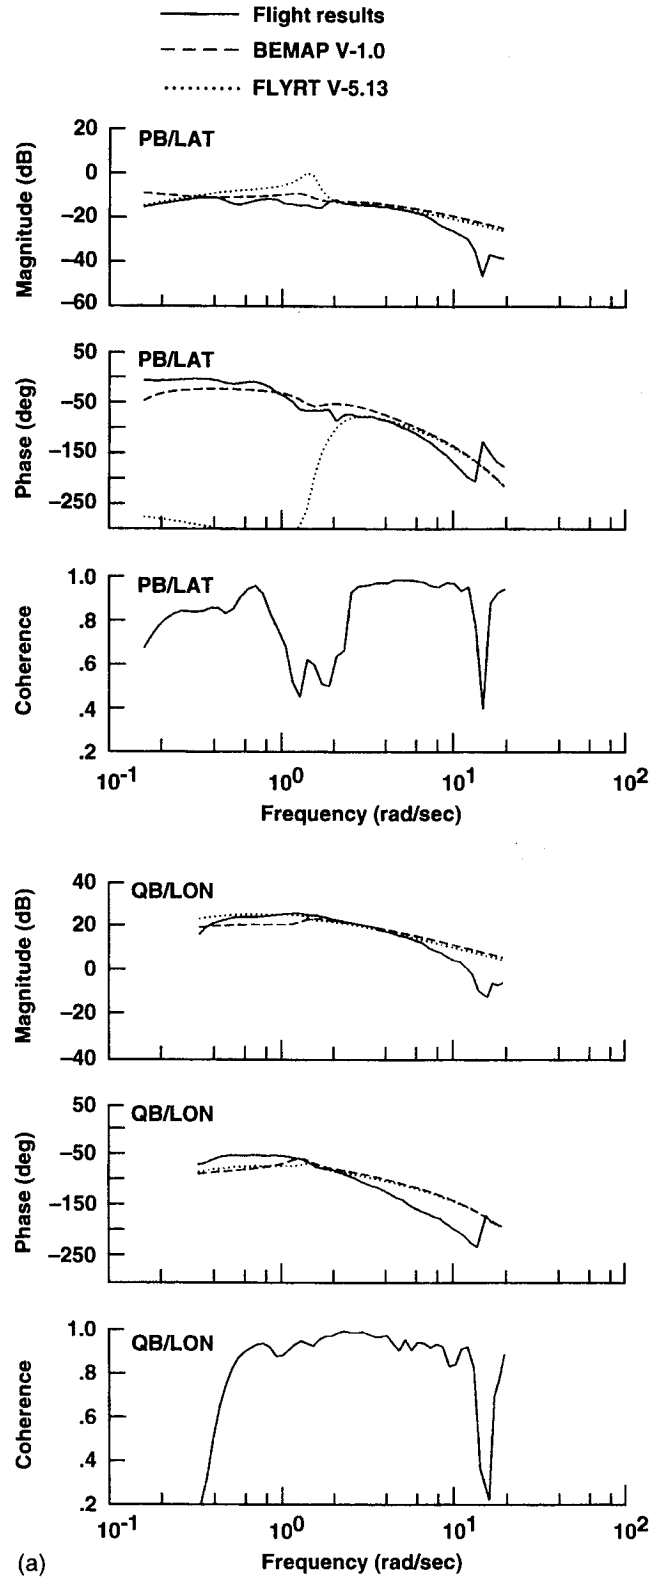 Flight results
BEMAP V-1.0
FLYRT V-5.13
PB/LAT
Magnitude (dB)
20
0
−20
−40
−60
PB/LAT
Phase (deg)
50
−50
−150
−250
PB/LAT
Coherence
1.0
.8
.6
.4
.2
10-1 100 101 102
Frequency (rad/sec)
QB/LON
Magnitude (dB)
40
20
0
−20
−40
QB/LON
Phase (deg)
50
−50
−150
−250
QB/LON
Coherence
1.0
.8
.6
.4
.2
10-1 100 101 102
(a) Frequency (rad/sec)